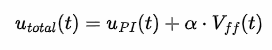 u_{total}(t) = u_{PI}(t) + α · V_{ff}(t)